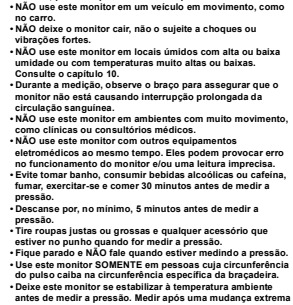 • NÃO use este monitor em um veículo em movimento, como
no carro.
• NÃO deixe o monitor cair, não o sujeite a choques ou
vibrações fortes.
• NÃO use este monitor em locais úmidos com alta ou baixa
umidade ou com temperaturas muito altas ou baixas.
Consulte o capítulo 10.
• Durante a medição, observe o braço para assegurar que o
monitor não está causando interrupção prolongada da
circulação sanguínea.
• NÃO use este monitor em ambientes com muito movimento,
como clínicas ou consultórios médicos.
• NÃO use este monitor com outros equipamentos
eletromédicos ao mesmo tempo. Eles podem provocar erro
no funcionamento do monitor e/ou uma leitura imprecisa.
• Evite tomar banho, consumir bebidas alcoólicas ou cafeína,
fumar, exercitar-se e comer 30 minutos antes de medir a
pressão.
• Descanse por, no mínimo, 5 minutos antes de medir a
pressão.
• Tire roupas justas ou grossas e qualquer acessório que
estiver no punho quando for medir a pressão.
• Fique parado e NÃO fale quando estiver medindo a pressão.
• Use este monitor SOMENTE em pessoas cuja circunferência
do pulso caiba na circunferência específica da braçadeira.
• Deixe este monitor se estabilizar à temperatura ambiente
antes de medir a pressão. Medir após uma mudança extrema